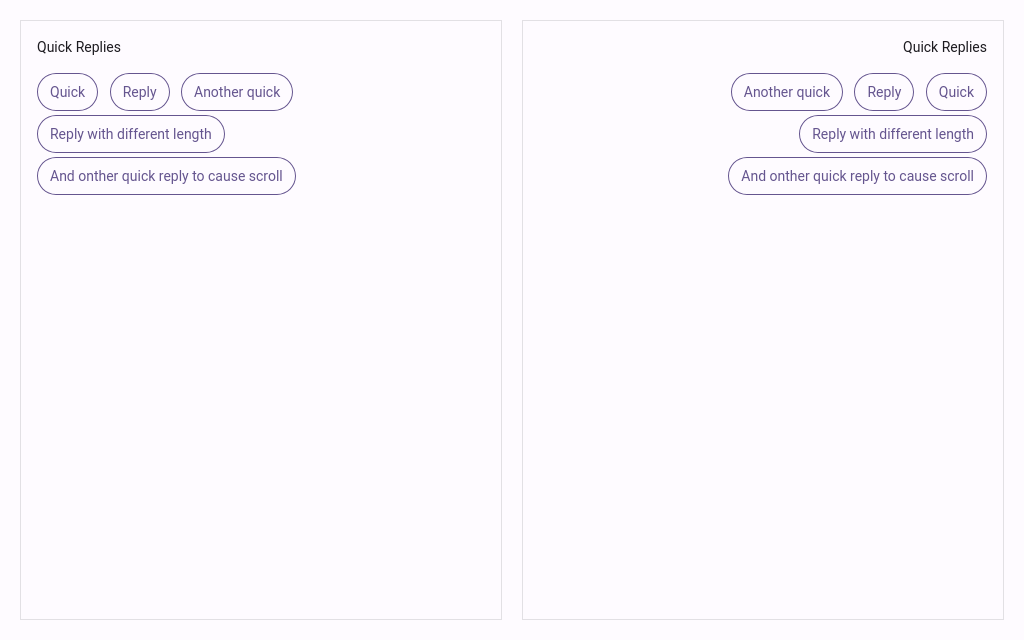 Quick Replies
Quick Reply Another quick
Reply with different length
And onther quick reply to cause scroll
Quick Replies
Another quick Reply Quick
Reply with different length
And onther quick reply to cause scroll